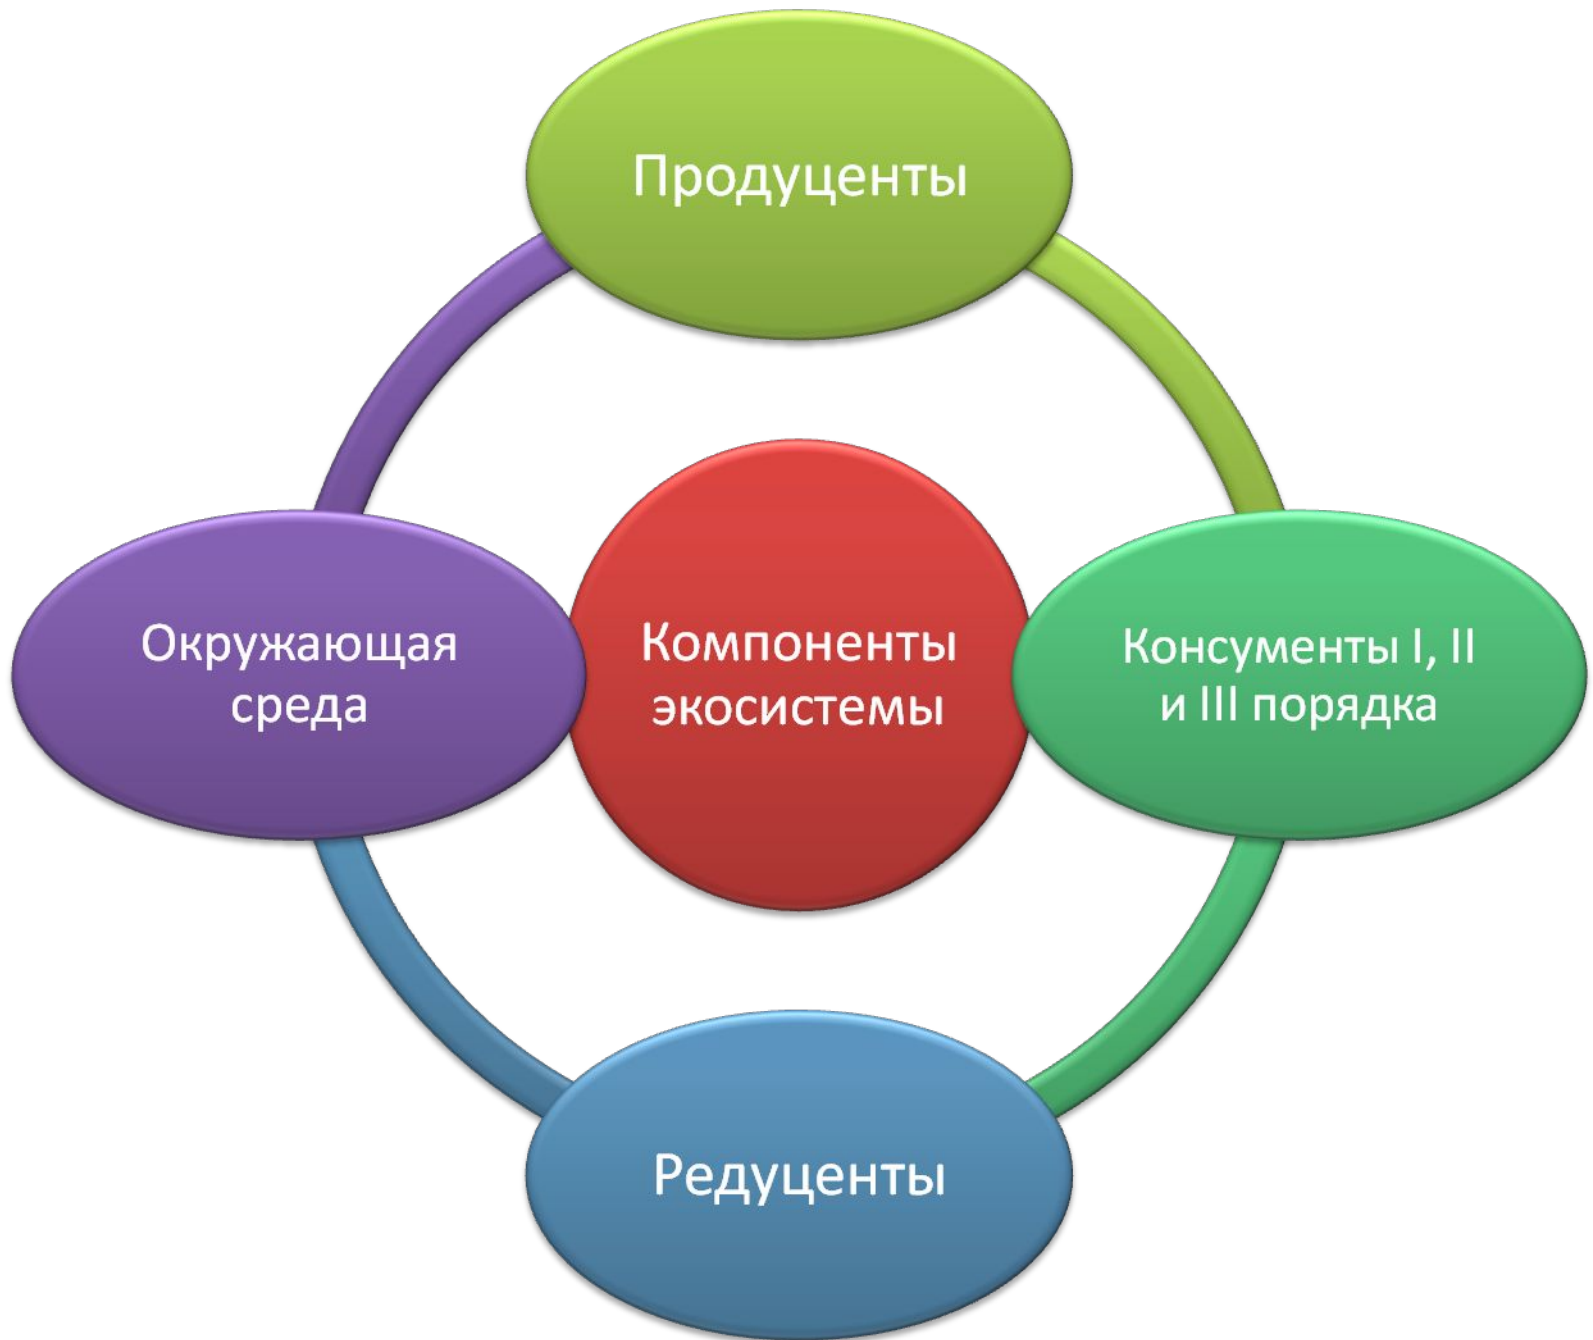 Продуценты
Окружающая
среда
Компоненты
экосистемы
Консументы I, II
и III порядка
Редуценты